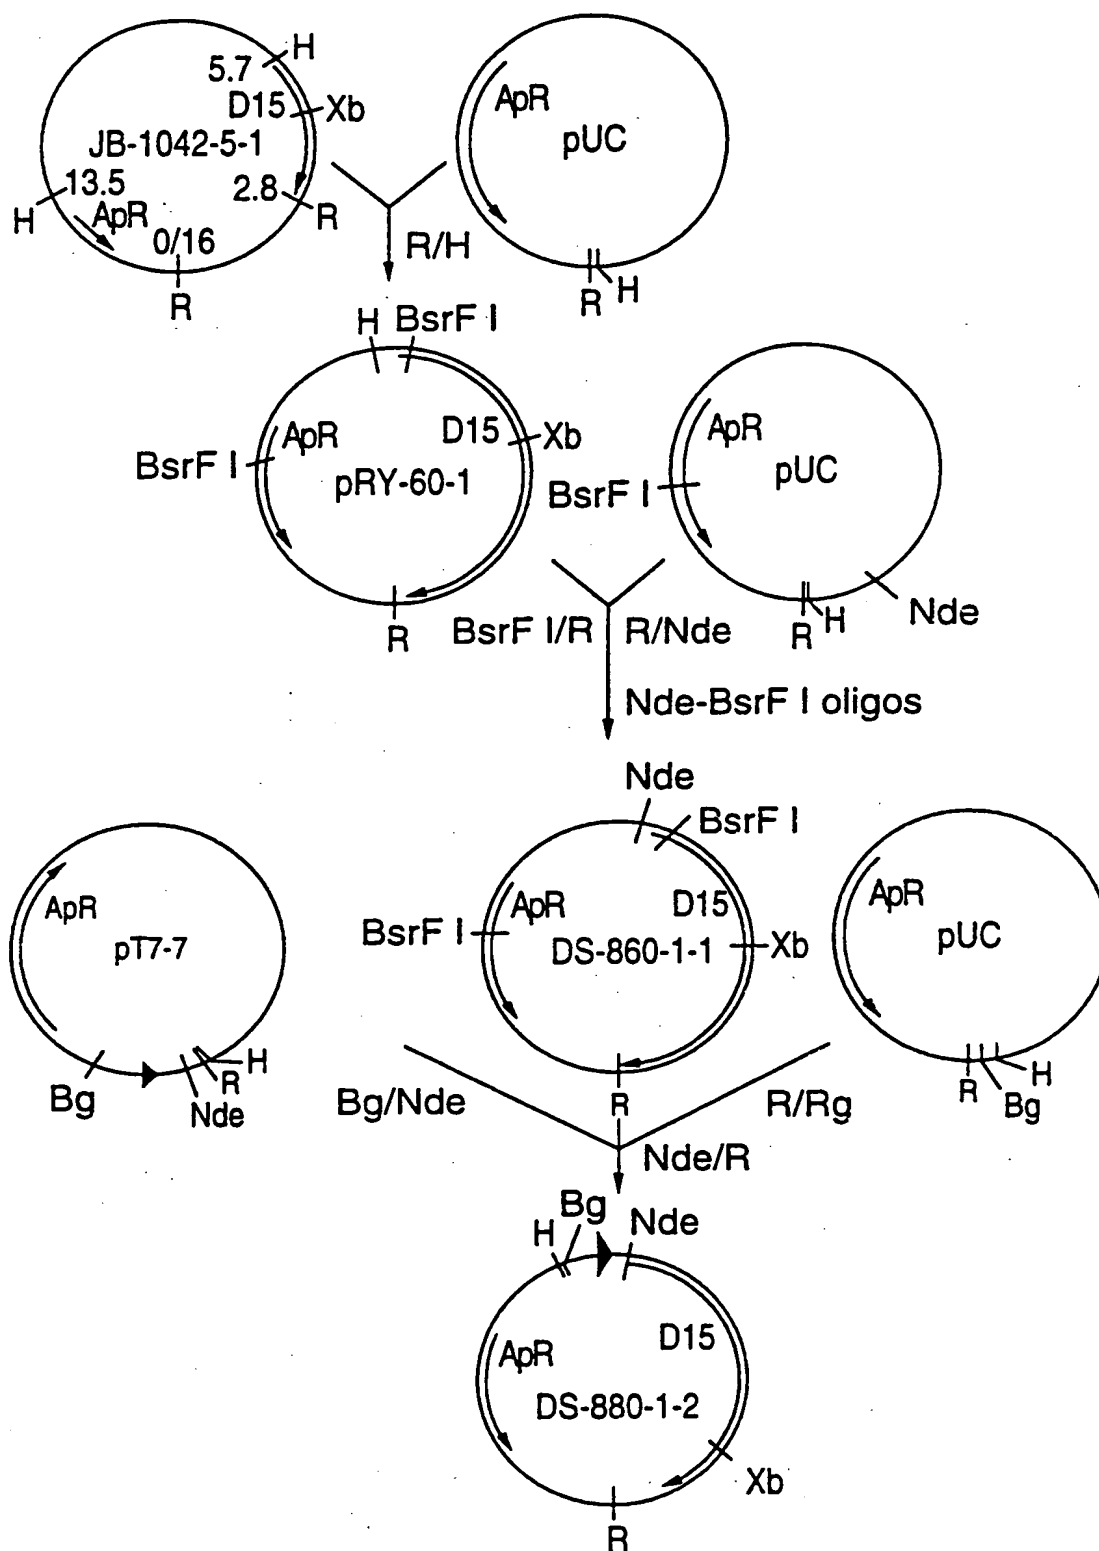 H
5.7
D15
Xb
JB-1042-5-1
13.5
H
ApR
2.8
R
0/16
R
ApR
pUC
R
H
R/H
H
BsrF I
BsrF I
ApR
D15
Xb
pRY-60-1
R
ApR
pUC
BsrF I
R
H
Nde
BsrF I/R
R/Nde
Nde-BsrF I oligos
Nde
BsrF I
ApR
pT7-7
Bg
Nde
R
H
BsrF I
ApR
D15
DS-860-1-1
Xb
R
ApR
pUC
R
Bg
H
Bg/Nde
R/Rg
Nde/R
H
Bg
Nde
ApR
D15
DS-880-1-2
Xb
R